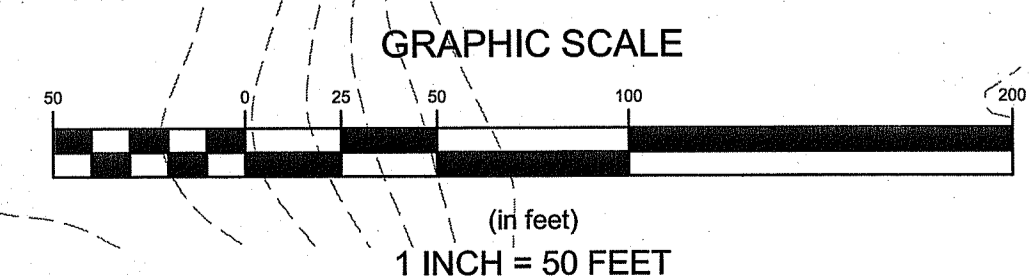 GRAPHIC SCALE
50 0 25 50 100 200
(in feet)
1 INCH = 50 FEET